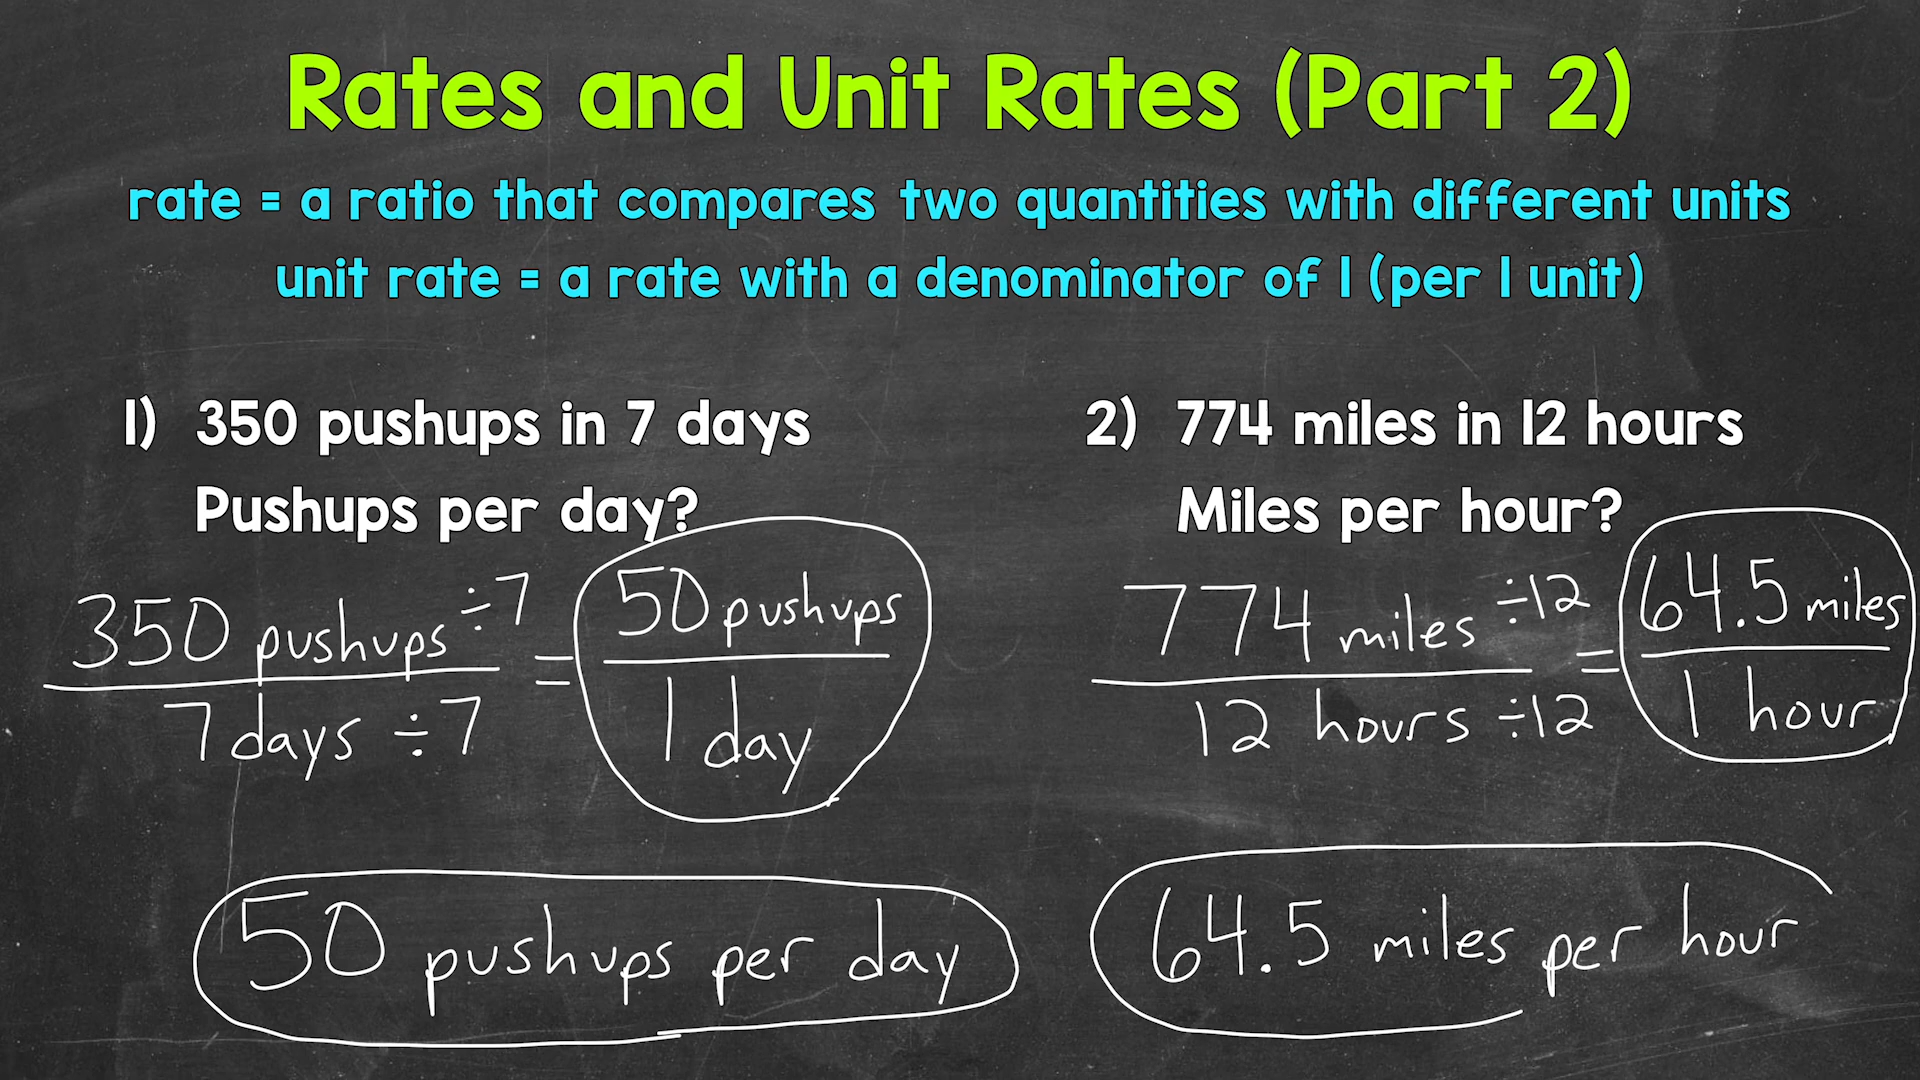 Rates and Unit Rates (Part 2)
rate = a ratio that compares two quantities with different units
unit rate = a rate with a denominator of 1 (per 1 unit)
1) 350 pushups in 7 days
Pushups per day?
350 pushups ÷7
7 days ÷7
=
50 pushups
1 day
50 pushups per day
2) 774 miles in 12 hours
Miles per hour?
774 miles ÷12
12 hours ÷12
=
64.5 miles
1 hour
64.5 miles per hour